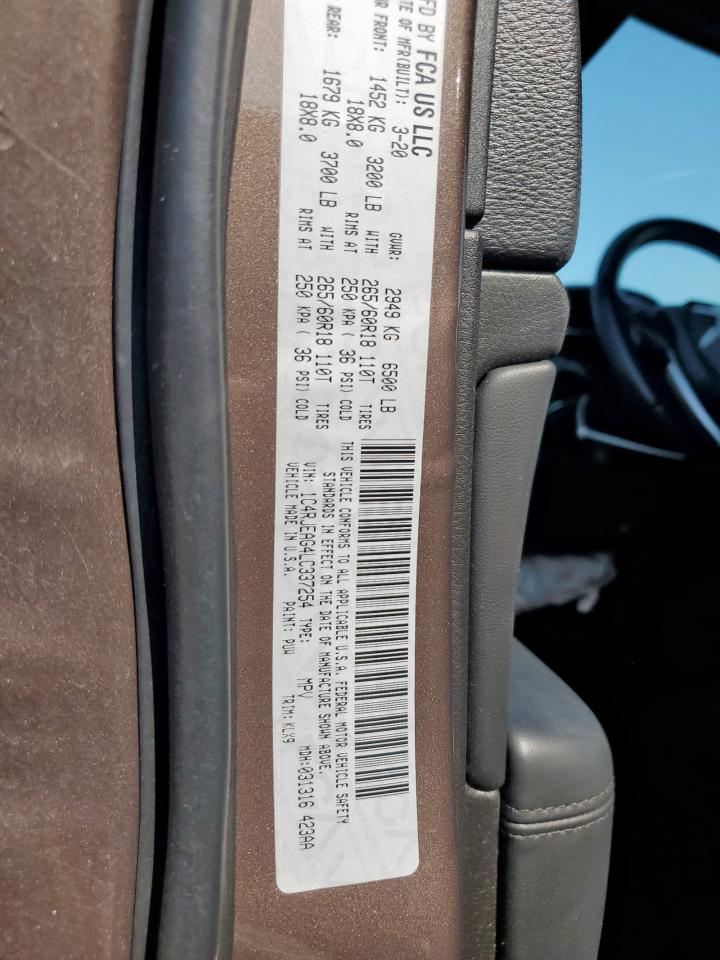 FD BY FCA US LLC
TE OF MFR(BUILT): 3-20 GVWR: 2949 KG 6500 LB
R FRONT: 1452 KG 3200 LB WITH 265/60R18 110T TIRES
18X8.0 RIMS AT 250 KPA ( 36 PSI) COLD
REAR: 1679 KG 3700 LB WITH 265/60R18 110T TIRES
18X8.0 RIMS AT 250 KPA ( 36 PSI) COLD
THIS VEHICLE CONFORMS TO ALL APPLICABLE U.S.A. FEDERAL MOTOR VEHICLE SAFETY
STANDARDS IN EFFECT ON THE DATE OF MANUFACTURE SHOWN ABOVE.
VIN: 1C4RJEAG4LC337254 TYPE: MPV MDH:031316 423AA
VEHICLE MADE IN U.S.A. PAINT: PUW TRIM:KLX9